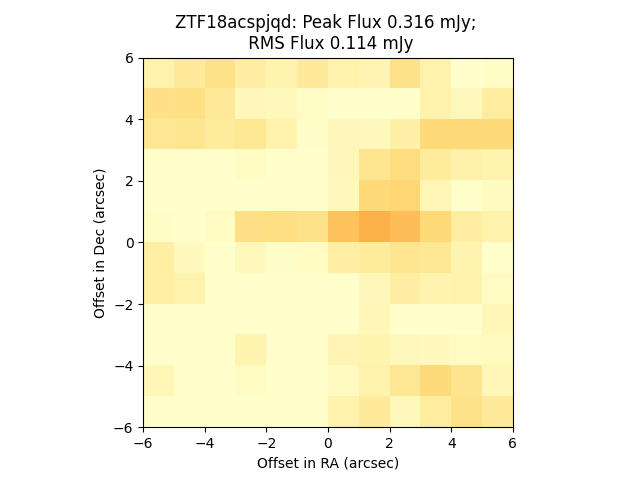 ZTF18acspjqd: Peak Flux 0.316 mJy;
RMS Flux 0.114 mJy
6
4
2
0
−2
−4
−6
Offset in Dec (arcsec)
−6 −4 −2 0 2 4 6
Offset in RA (arcsec)